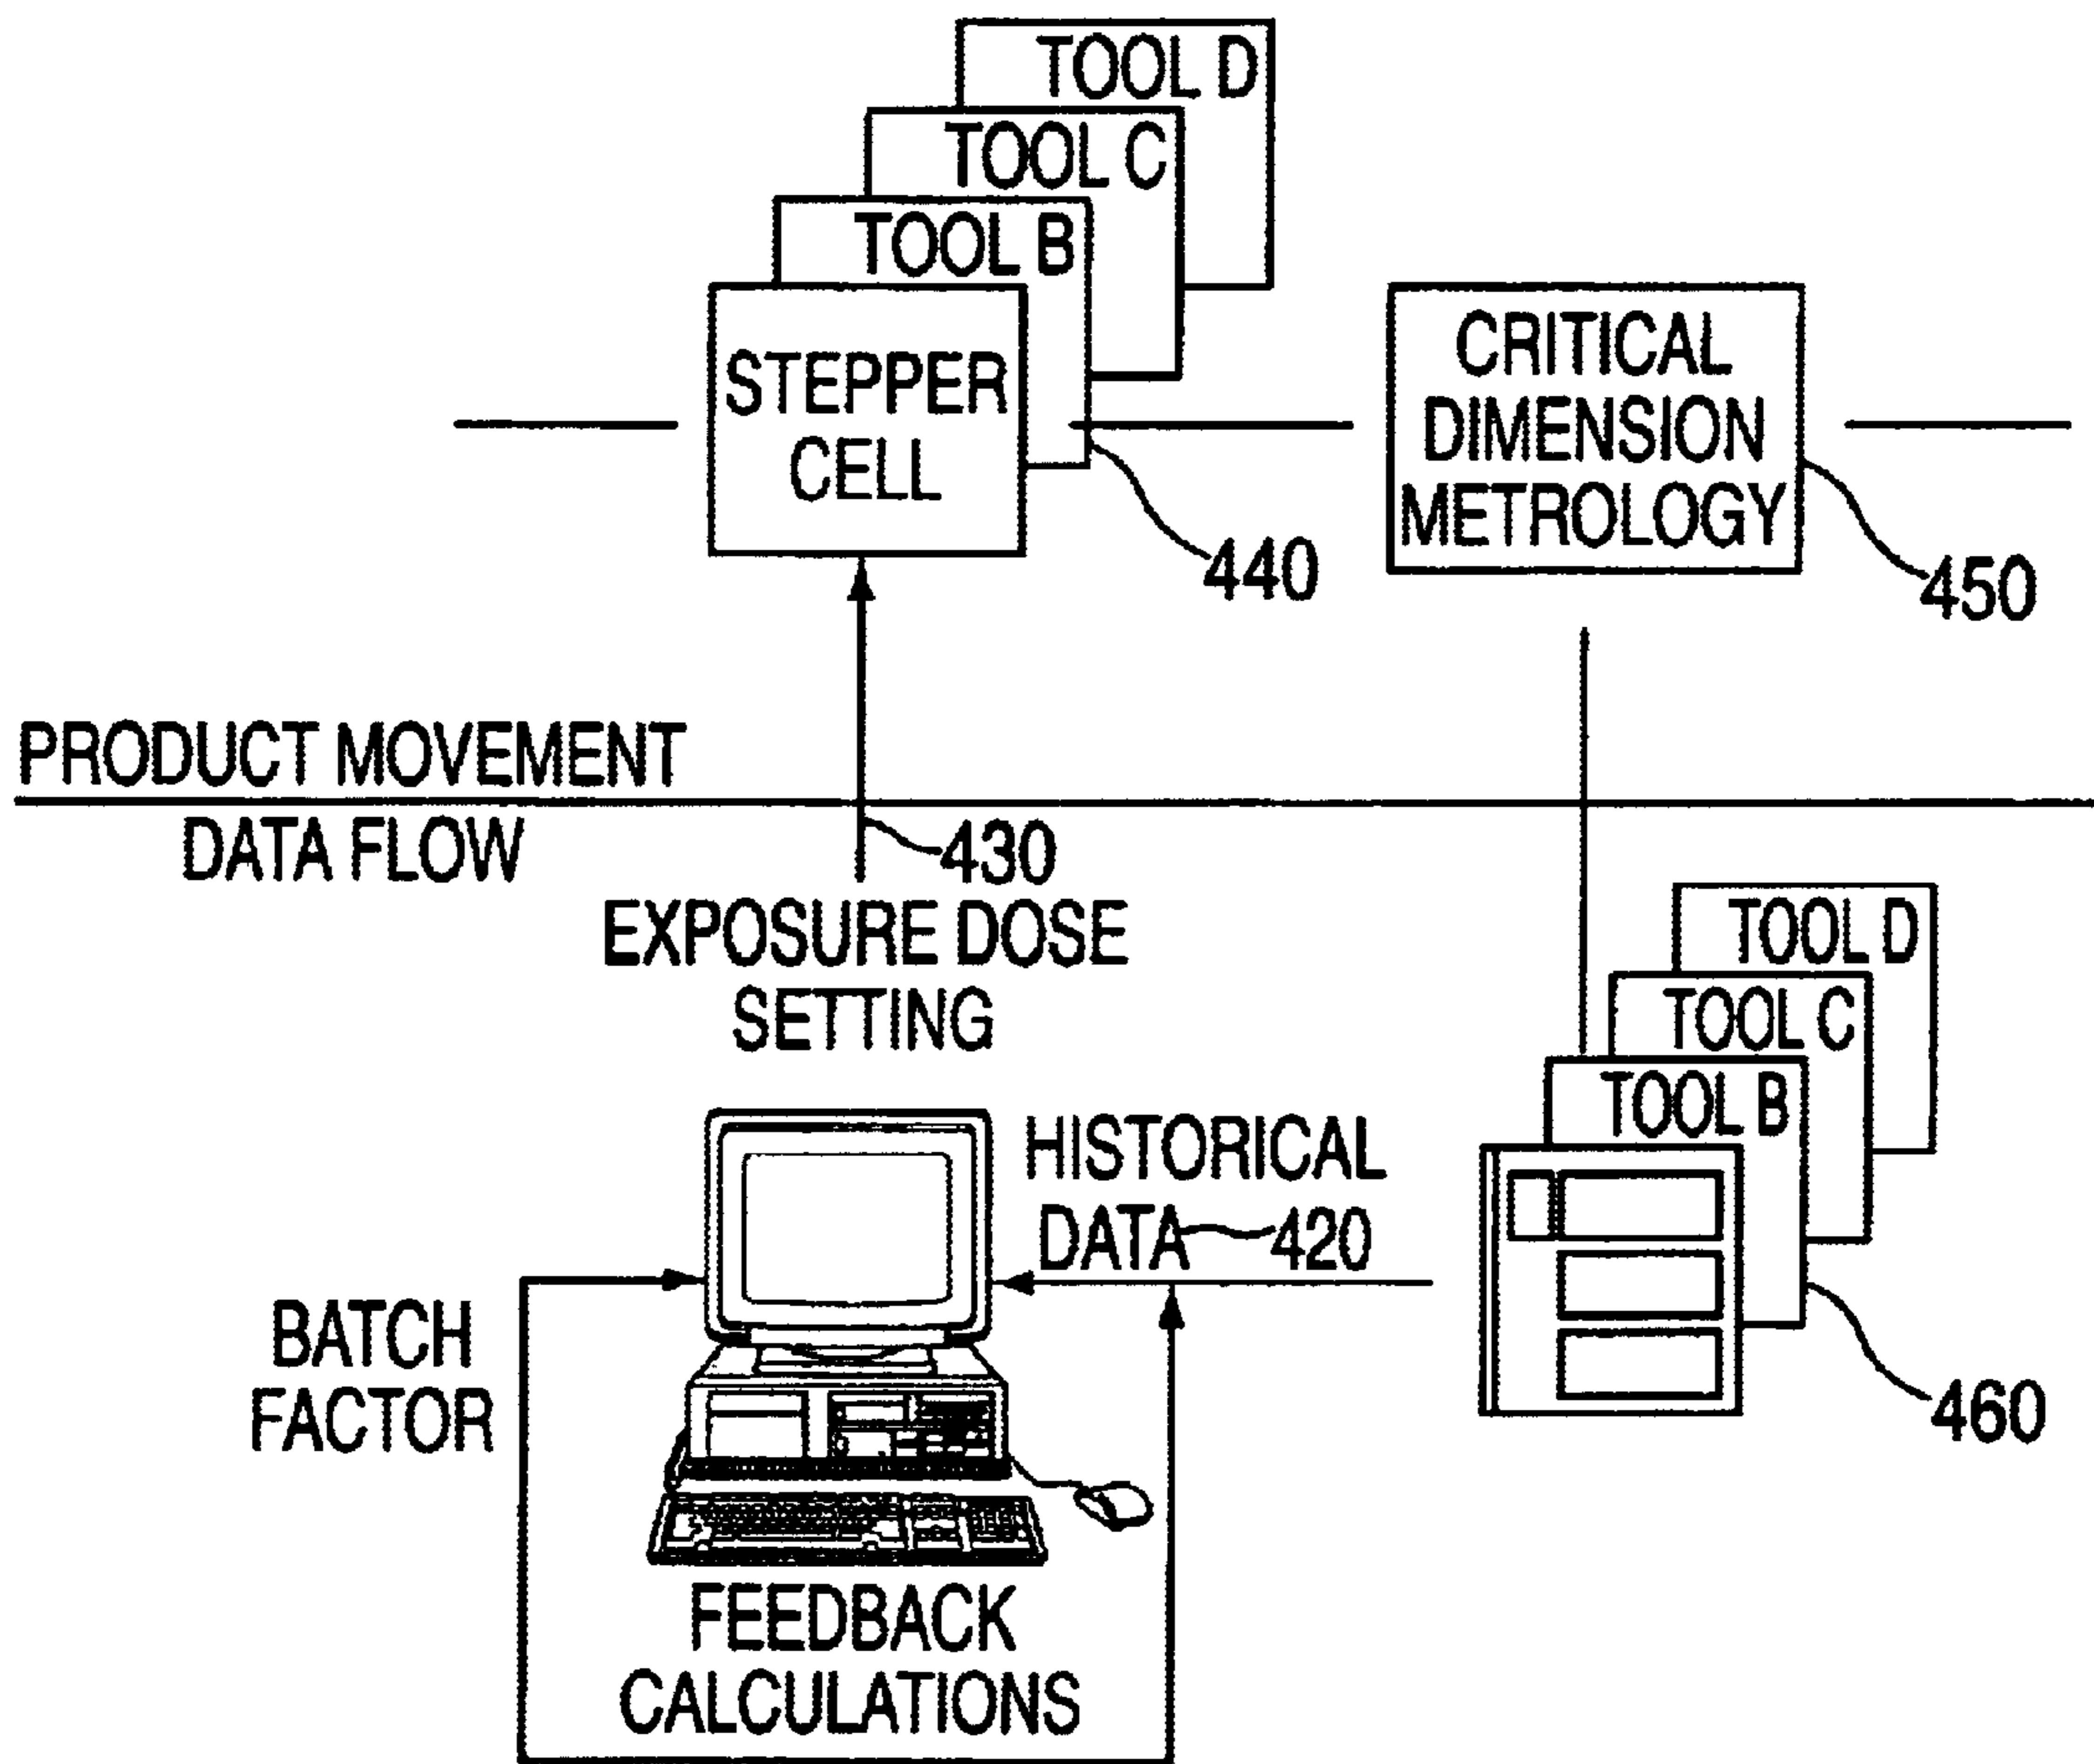 TOOL D
TOOL C
TOOL B
STEPPER
CELL
440
CRITICAL
DIMENSION
METROLOGY
450
PRODUCT MOVEMENT
DATA FLOW
430
EXPOSURE DOSE
SETTING
TOOL D
TOOL C
TOOL B
460
HISTORICAL
DATA
420
BATCH
FACTOR
FEEDBACK
CALCULATIONS